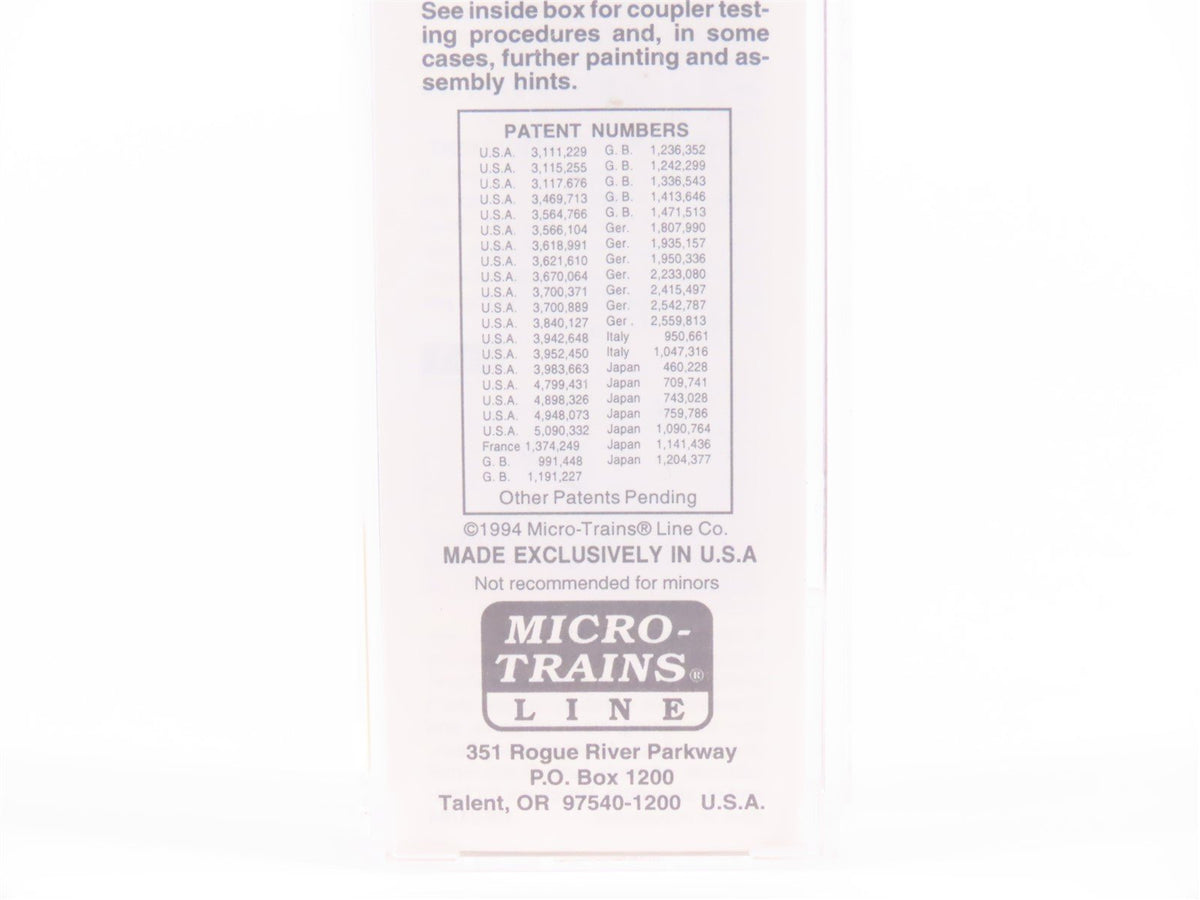 See inside box for coupler test-
ing procedures and, in some
cases, further painting and as-
sembly hints.
PATENT NUMBERS
U.S.A. 3,111,229 G. B. 1,236,352
U.S.A. 3,115,255 G. B. 1,242,299
U.S.A. 3,117,676 G. B. 1,336,543
U.S.A. 3,469,713 G. B. 1,413,646
U.S.A. 3,564,766 G. B. 1,471,513
U.S.A. 3,566,104 Ger. 1,807,990
U.S.A. 3,618,991 Ger. 1,935,157
U.S.A. 3,621,610 Ger. 1,950,336
U.S.A. 3,670,064 Ger. 2,233,080
U.S.A. 3,700,371 Ger. 2,415,497
U.S.A. 3,700,889 Ger. 2,542,787
U.S.A. 3,840,127 Ger . 2,559,813
U.S.A. 3,942,648 Italy 950,661
U.S.A. 3,952,450 Italy 1,047,316
U.S.A. 3,983,663 Japan 460,228
U.S.A. 4,799,431 Japan 709,741
U.S.A. 4,898,326 Japan 743,028
U.S.A. 4,948,073 Japan 759,786
U.S.A. 5,090,332 Japan 1,090,764
France 1,374,249 Japan 1,141,436
G. B. 991,448 Japan 1,204,377
G. B. 1,191,227
Other Patents Pending
©1994 Micro-Trains® Line Co.
MADE EXCLUSIVELY IN U.S.A
Not recommended for minors
MICRO-
TRAINS®
LINE
351 Rogue River Parkway
P.O. Box 1200
Talent, OR 97540-1200 U.S.A.